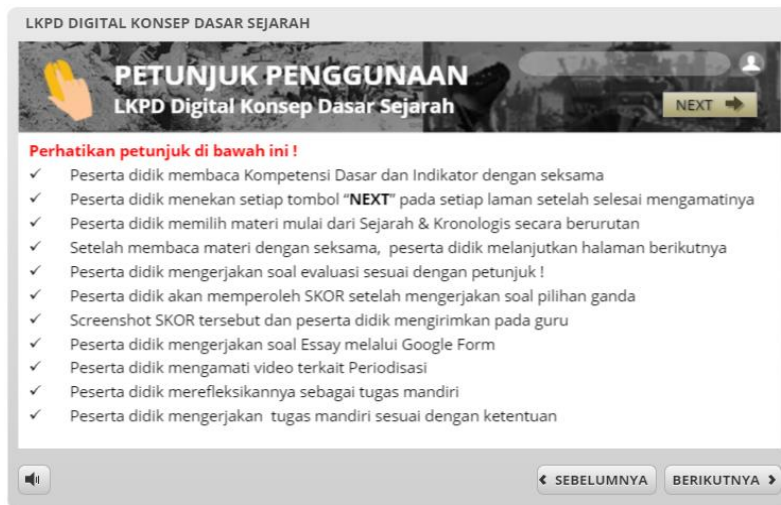 LKPD DIGITAL KONSEP DASAR SEJARAH
PETUNJUK PENGGUNAAN
LKPD Digital Konsep Dasar Sejarah
NEXT
Perhatikan petunjuk di bawah ini !
✓ Peserta didik membaca Kompetensi Dasar dan Indikator dengan seksama
✓ Peserta didik menekan setiap tombol “NEXT” pada setiap laman setelah selesai mengamatinya
✓ Peserta didik memilih materi mulai dari Sejarah & Kronologis secara berurutan
✓ Setelah membaca materi dengan seksama, peserta didik melanjutkan halaman berikutnya
✓ Peserta didik mengerjakan soal evaluasi sesuai dengan petunjuk !
✓ Peserta didik akan memperoleh SKOR setelah mengerjakan soal pilihan ganda
✓ Screenshot SKOR tersebut dan peserta didik mengirimkan pada guru
✓ Peserta didik mengerjakan soal Essay melalui Google Form
✓ Peserta didik mengamati video terkait Periodisasi
✓ Peserta didik merefleksikannya sebagai tugas mandiri
✓ Peserta didik mengerjakan tugas mandiri sesuai dengan ketentuan
SEBELUMNYA BERIKUTNYA